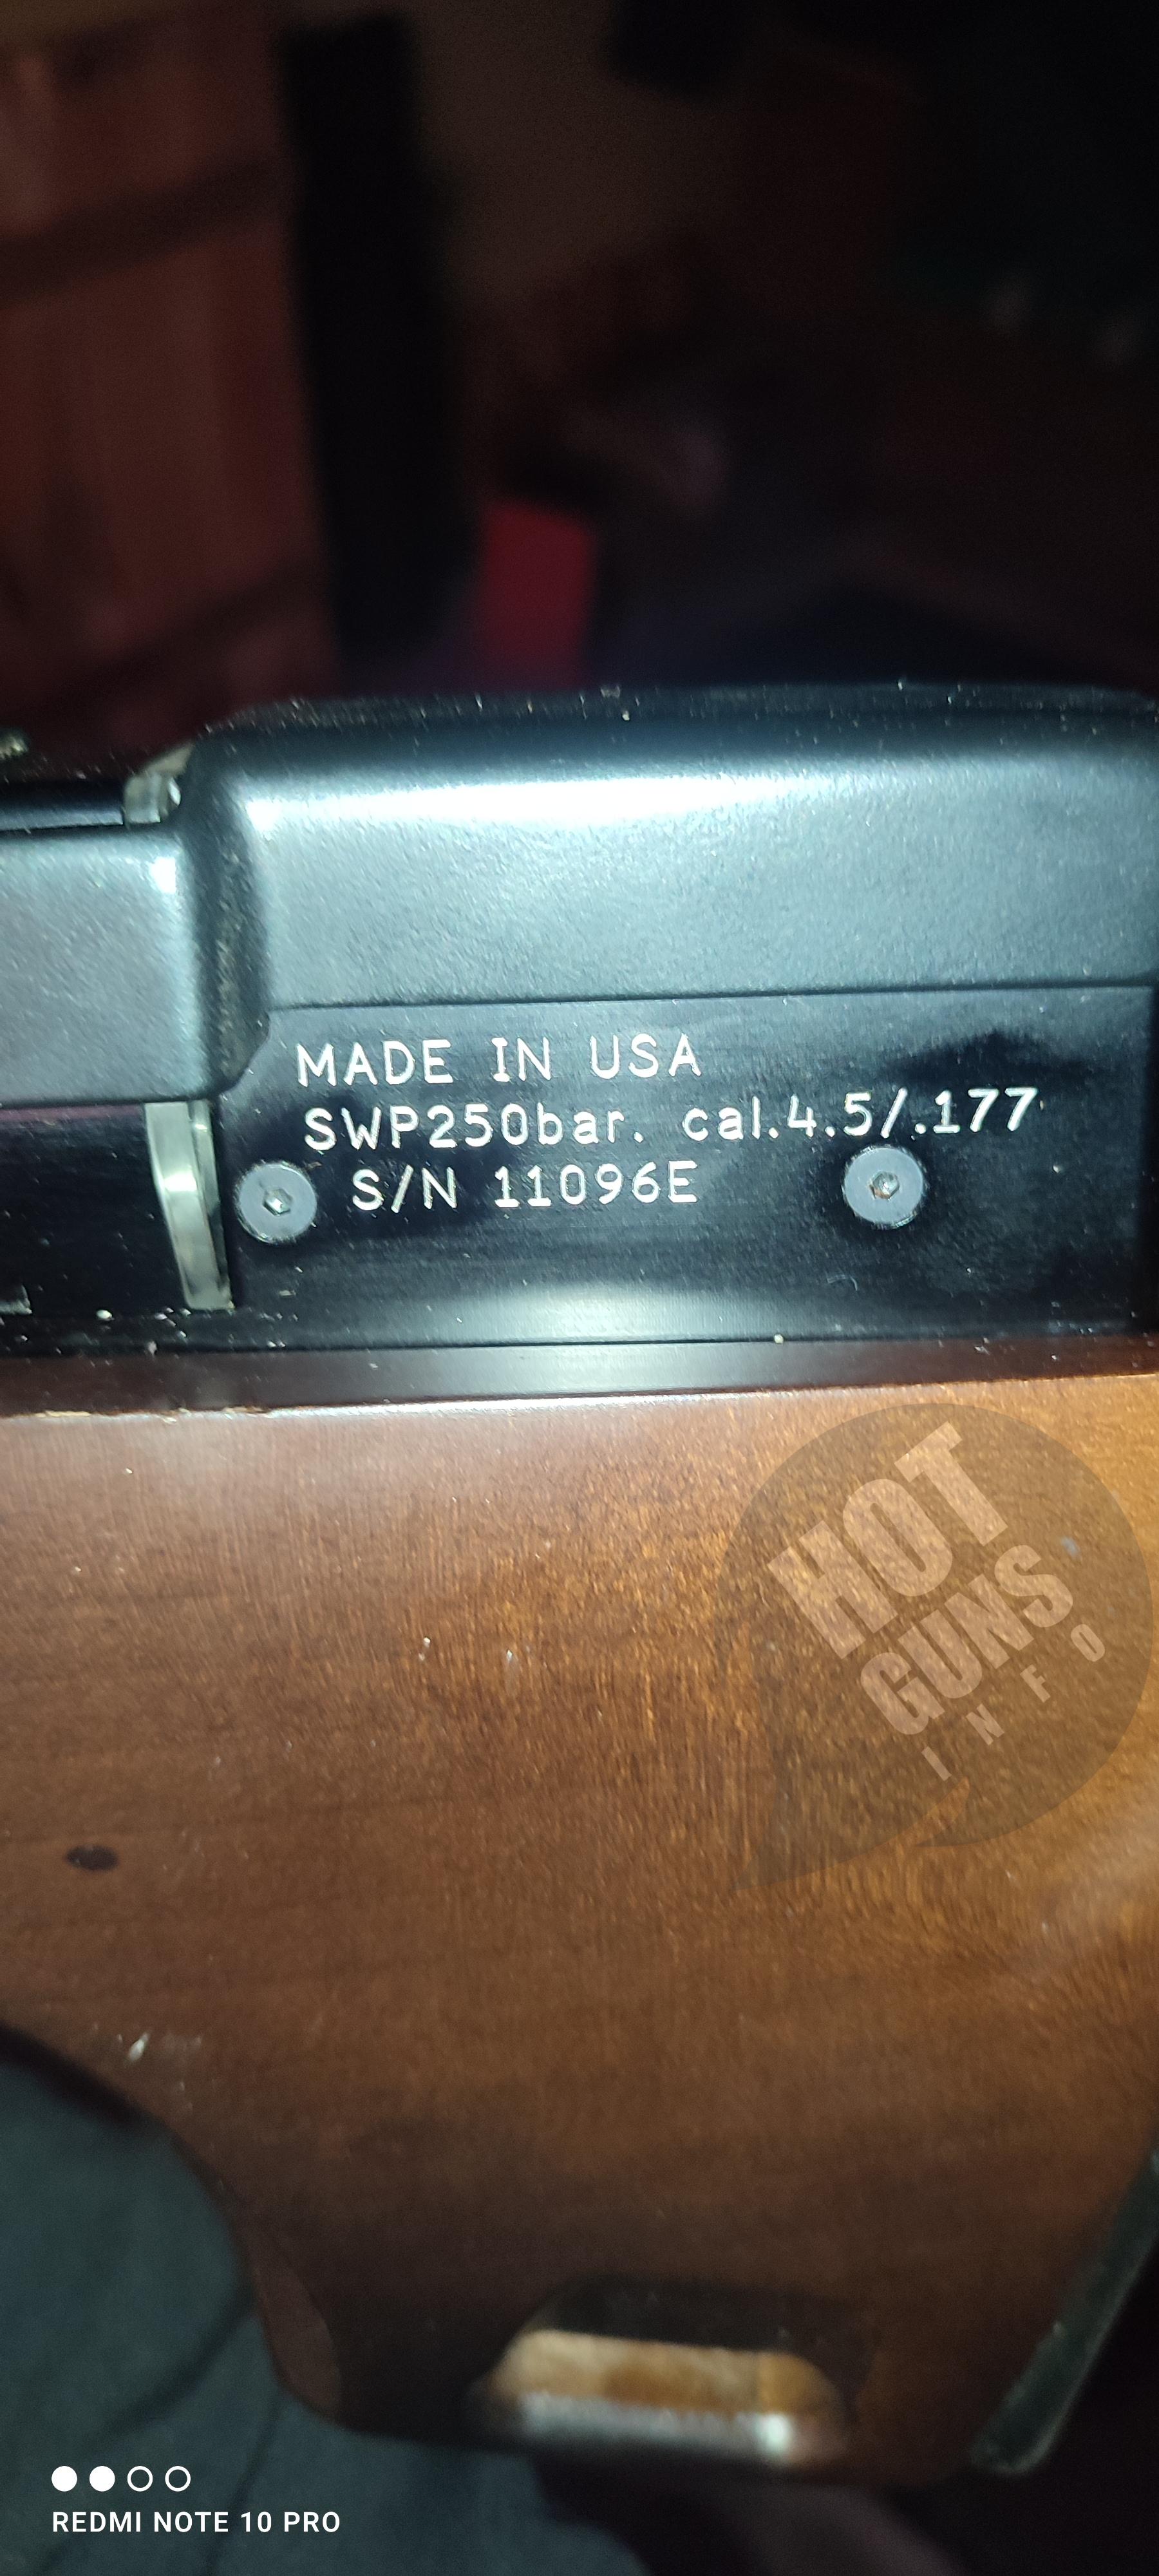 MADE IN USA
SWP250bar. cal.4.5/.177
S/N 11096E
HOT
GUNS
INFO
REDMI NOTE 10 PRO